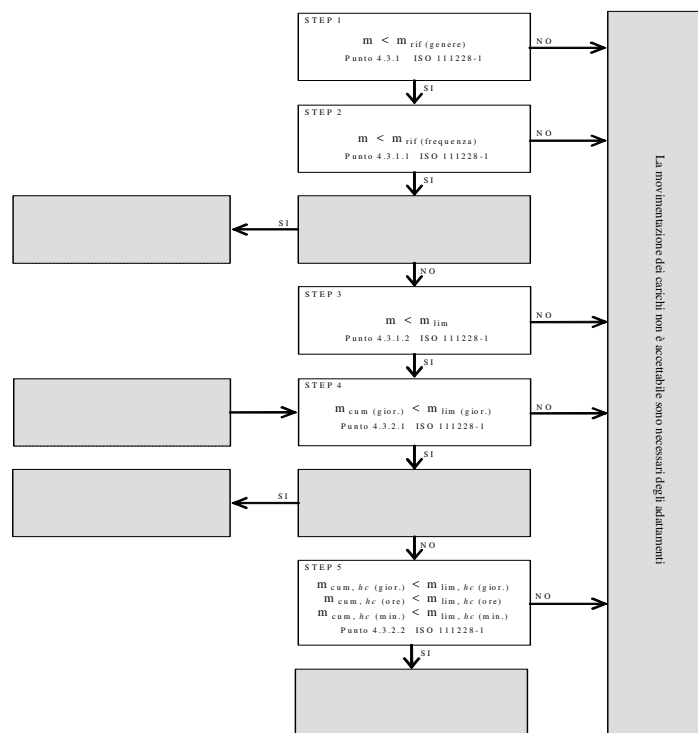 STEP 1
m < m rif (genere)
NO
Punto 4.3.1 ISO 111228-1
SI
STEP 2
m < m rif (frequenza)
NO
Punto 4.3.1.1 ISO 111228-1
SI
SI
NO
STEP 3
m < m lim
NO
Punto 4.3.1.2 ISO 111228-1
SI
STEP 4
m cum (gior.) < m lim (gior.)
NO
Punto 4.3.2.1 ISO 111228-1
SI
SI
NO
STEP 5
m cum, hc (gior.) < m lim, hc (gior.)
m cum, hc (ore) < m lim, hc (ore)
NO
m cum, hc (min.) < m lim, hc (min.)
Punto 4.3.2.2 ISO 111228-1
SI
La movimentazione dei carichi non è accettabile sono necessari degli adattamenti